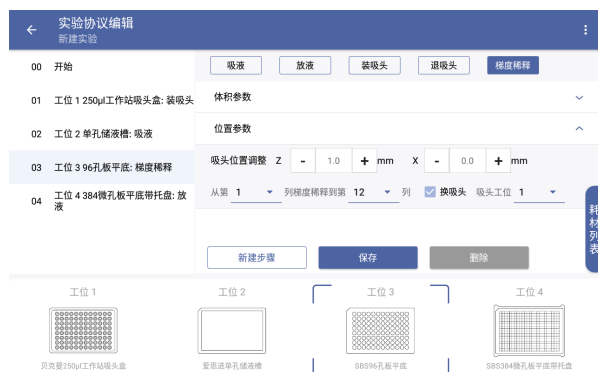 实验协议编辑
新建实验
00 开始
01 工位 1 250μl工作站吸头盒: 装吸头
02 工位 2 单孔储液槽: 吸液
03 工位 3 96孔板平底: 梯度稀释
04 工位 4 384微孔板平底带托盘: 放
液
吸液 放液 装吸头 退吸头 梯度稀释
体积参数
位置参数
吸头位置调整 Z - 1.0 + mm X - 0.0 + mm
从第 1 列梯度稀释到第 12 列 换吸头 吸头工位 1
新建步骤 保存 删除
耗材列表
工位 1 工位 2 工位 3 工位 4
贝克曼250μl工作站吸头盒 爱思进单孔储液槽 SBS96孔板平底 SBS384微孔板平底带托盘